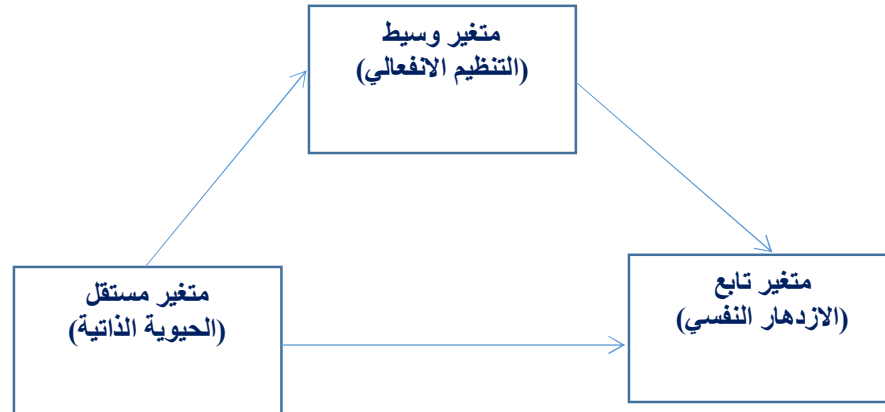 متغير وسيط
(التنظيم الانفعالي)
متغير تابع
(الازدهار النفسي)
متغير مستقل
(الحيوية الذاتية)